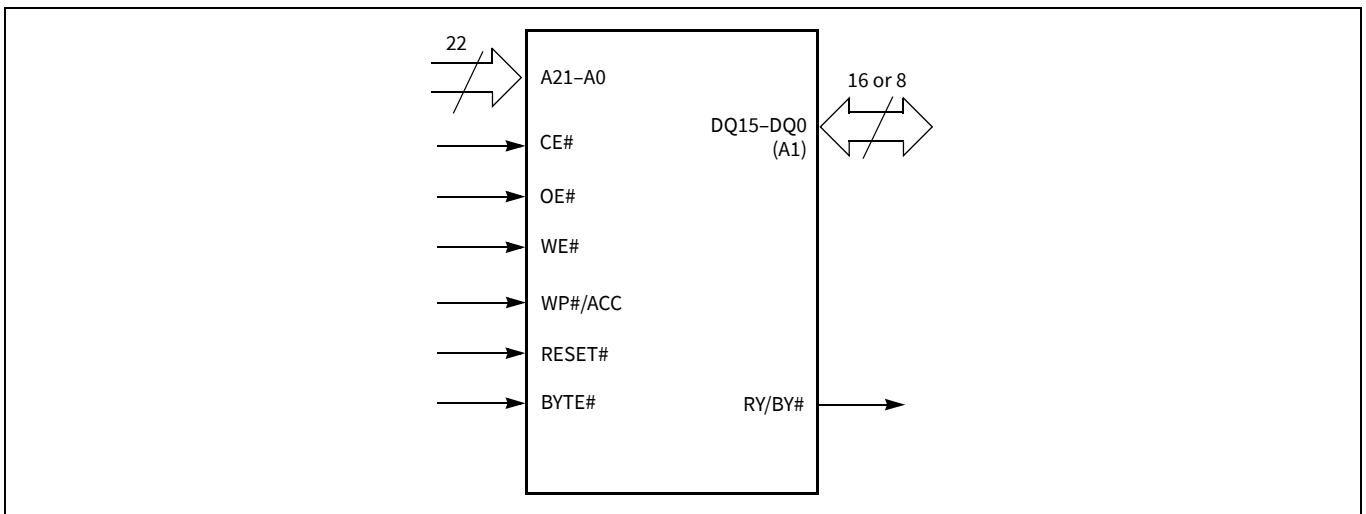 22
A21–A0
16 or 8
DQ15–DQ0
(A1)
CE#
OE#
WE#
WP#/ACC
RESET#
BYTE#
RY/BY#